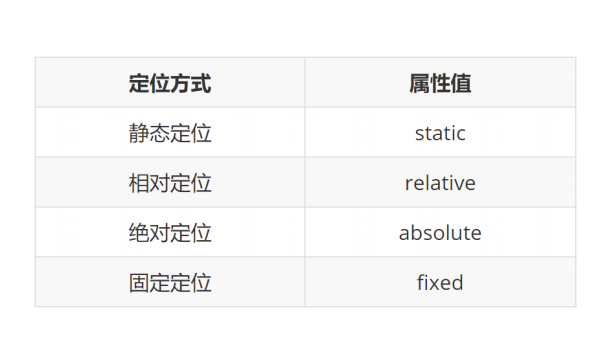 定位方式 属性值
静态定位 static
相对定位 relative
绝对定位 absolute
固定定位 fixed